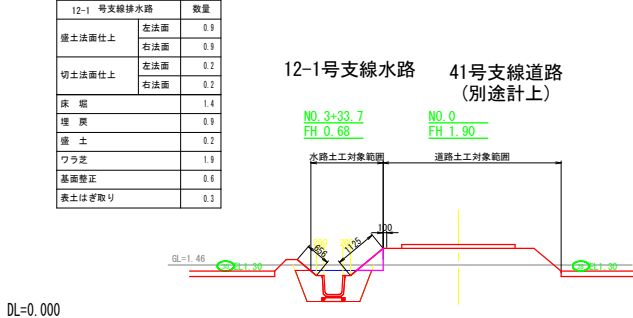 12-1 号支線排水路 数量
盛土法面仕上 左法面 0.9
右法面 0.9
切土法面仕上 左法面 0.2
右法面 0.2
床 堀 1.4
埋 戻 0.9
盛 土 0.2
ワラ芝 1.9
基面整正 0.6
表土はぎ取り 0.3
12-1号支線水路
41号支線道路
(別途計上)
NO.3+33.7
FH 0.68
NO.0
FH 1.90
水路土工対象範囲
道路土工対象範囲
100
656
1125
GL=1.46
EL1.30
EL1.30
DL=0.000